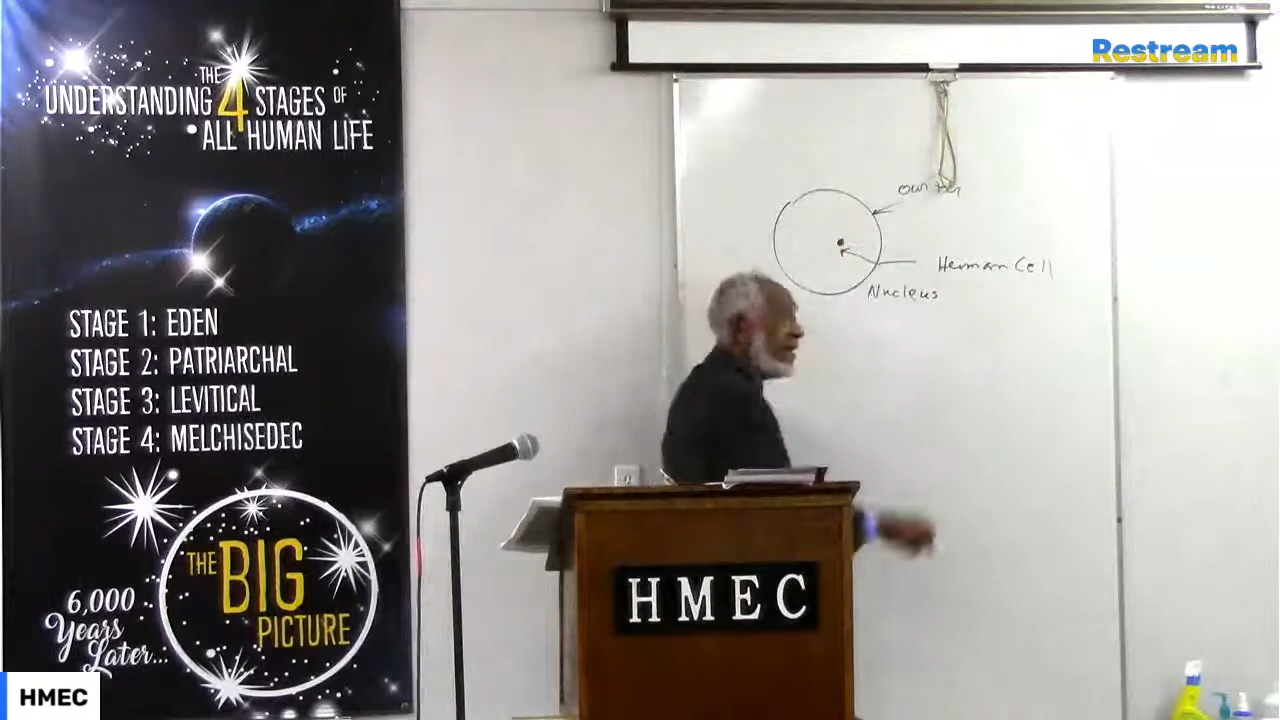 THE
UNDERSTANDING 4 STAGES OF
ALL HUMAN LIFE
STAGE 1: EDEN
STAGE 2: PATRIARCHAL
STAGE 3: LEVITICAL
STAGE 4: MELCHISEDEC
THE BIG
PICTURE
6,000
Years
Later...
HMEC
Restream
Human Cell
Nucleus
HMEC